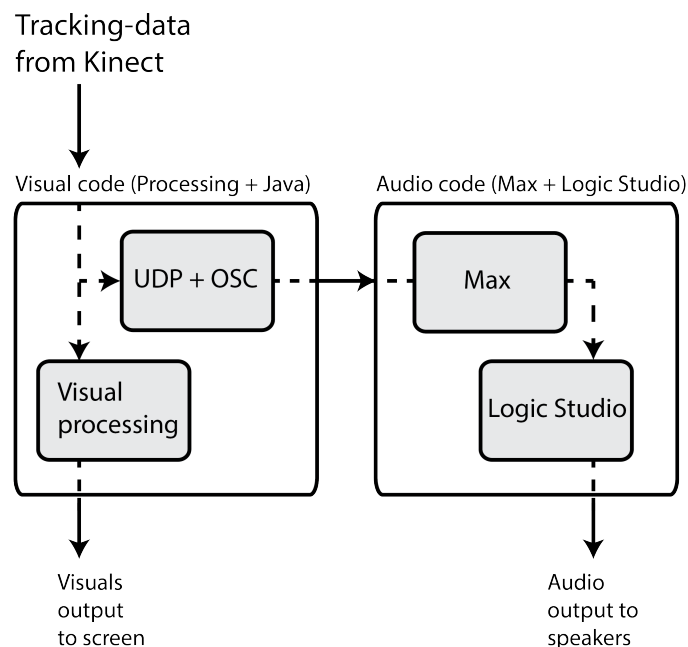 Tracking-data
from Kinect
Visual code (Processing + Java)
Audio code (Max + Logic Studio)
UDP + OSC
Max
Visual
processing
Logic Studio
Visuals
output
to screen
Audio
output to
speakers